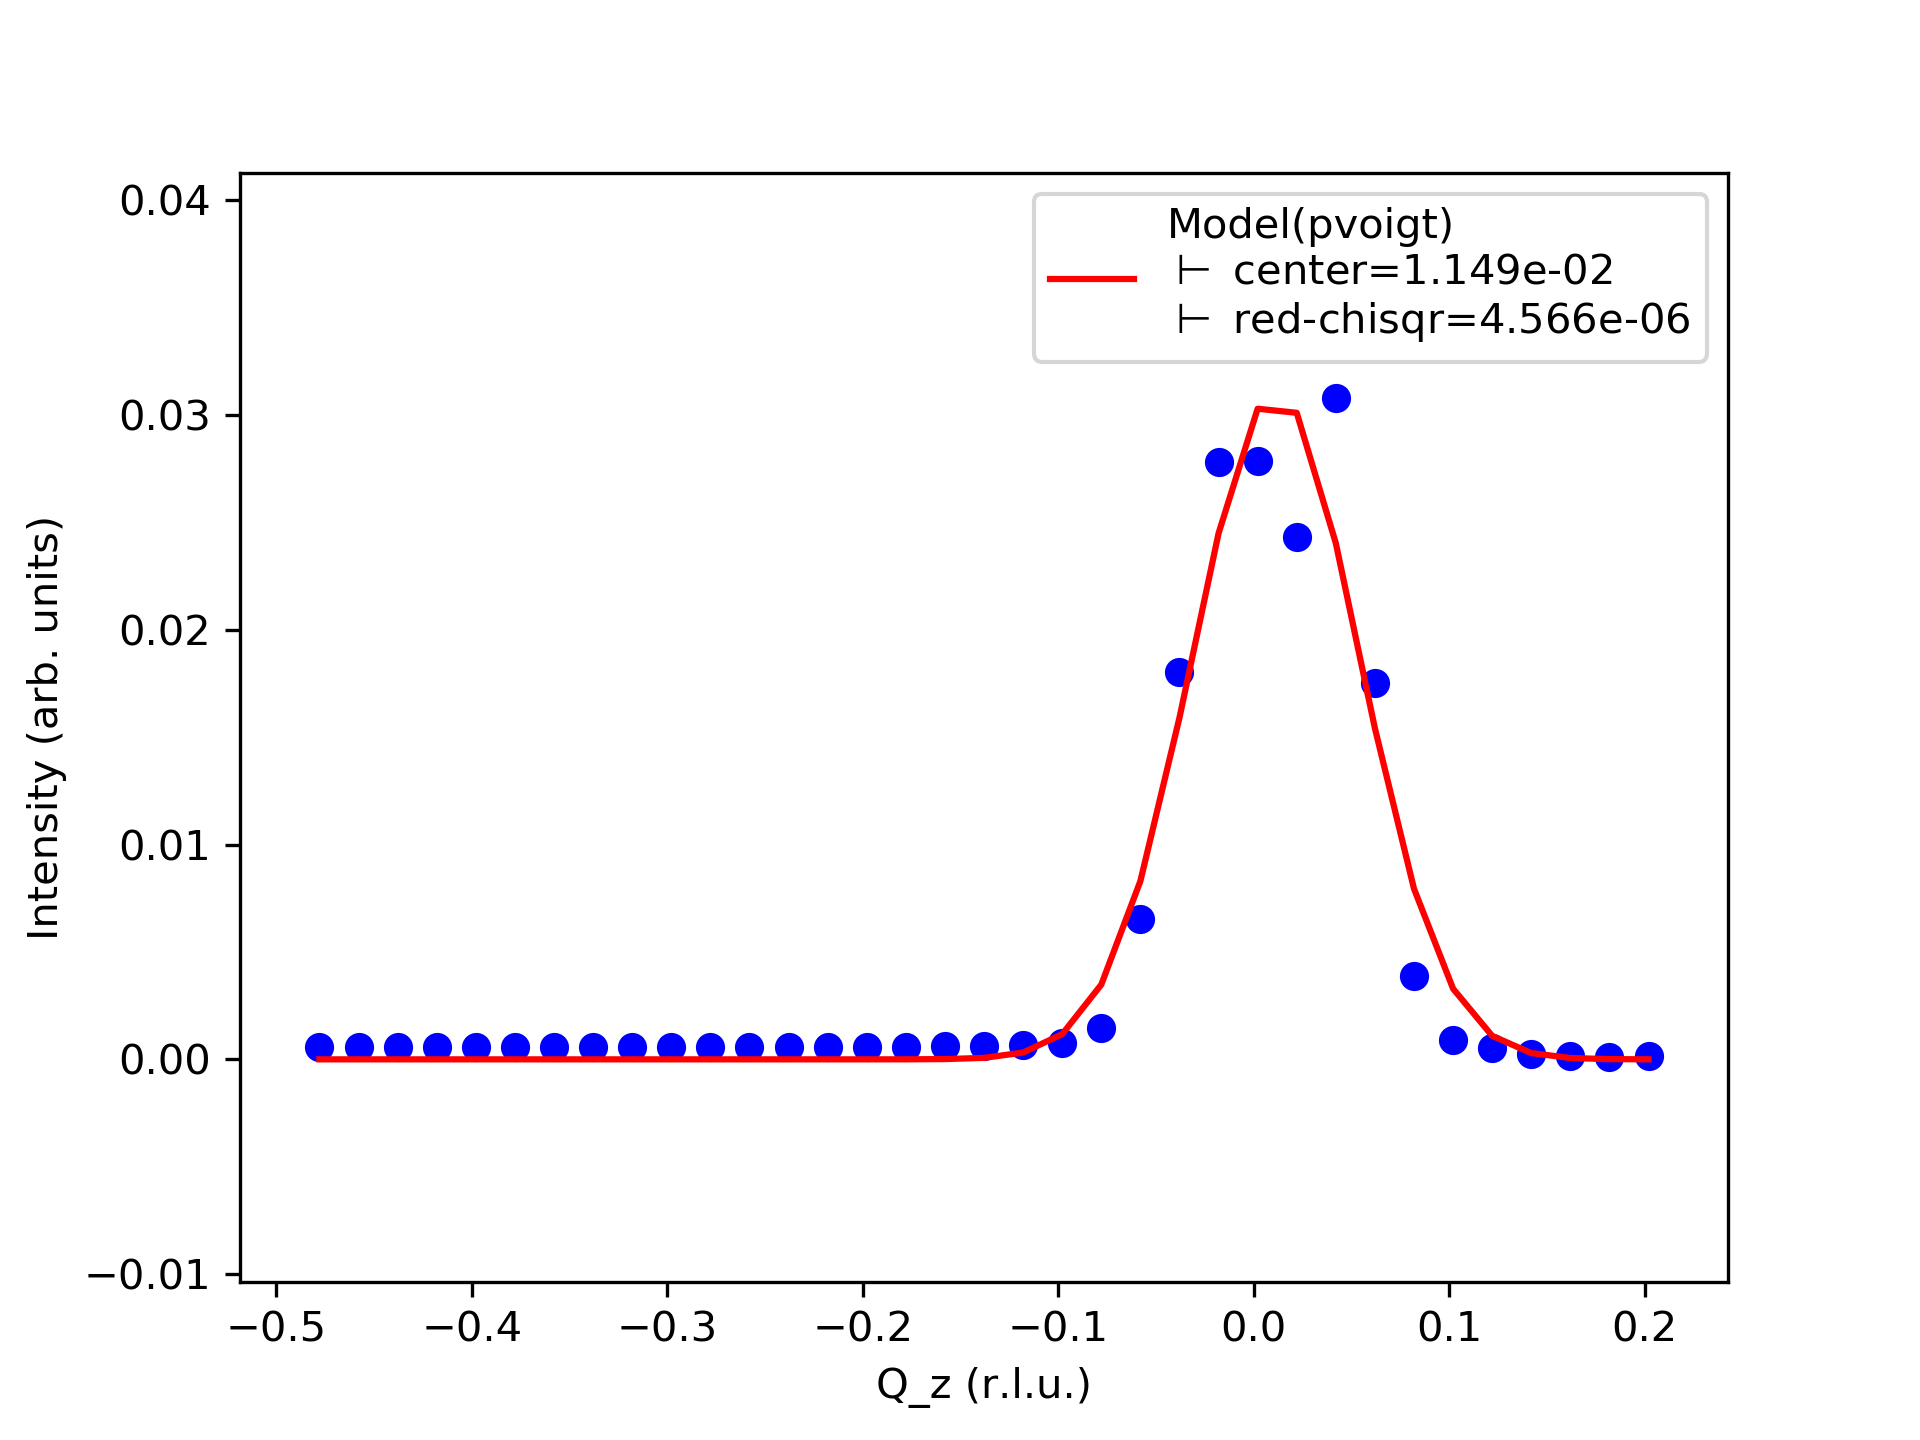 Model(pvoigt)
⊢ center=1.149e-02
⊢ red-chisqr=4.566e-06
0.04
0.03
0.02
0.01
0.00
−0.01
Intensity (arb. units)
−0.5 −0.4 −0.3 −0.2 −0.1 0.0 0.1 0.2
Q_z (r.l.u.)